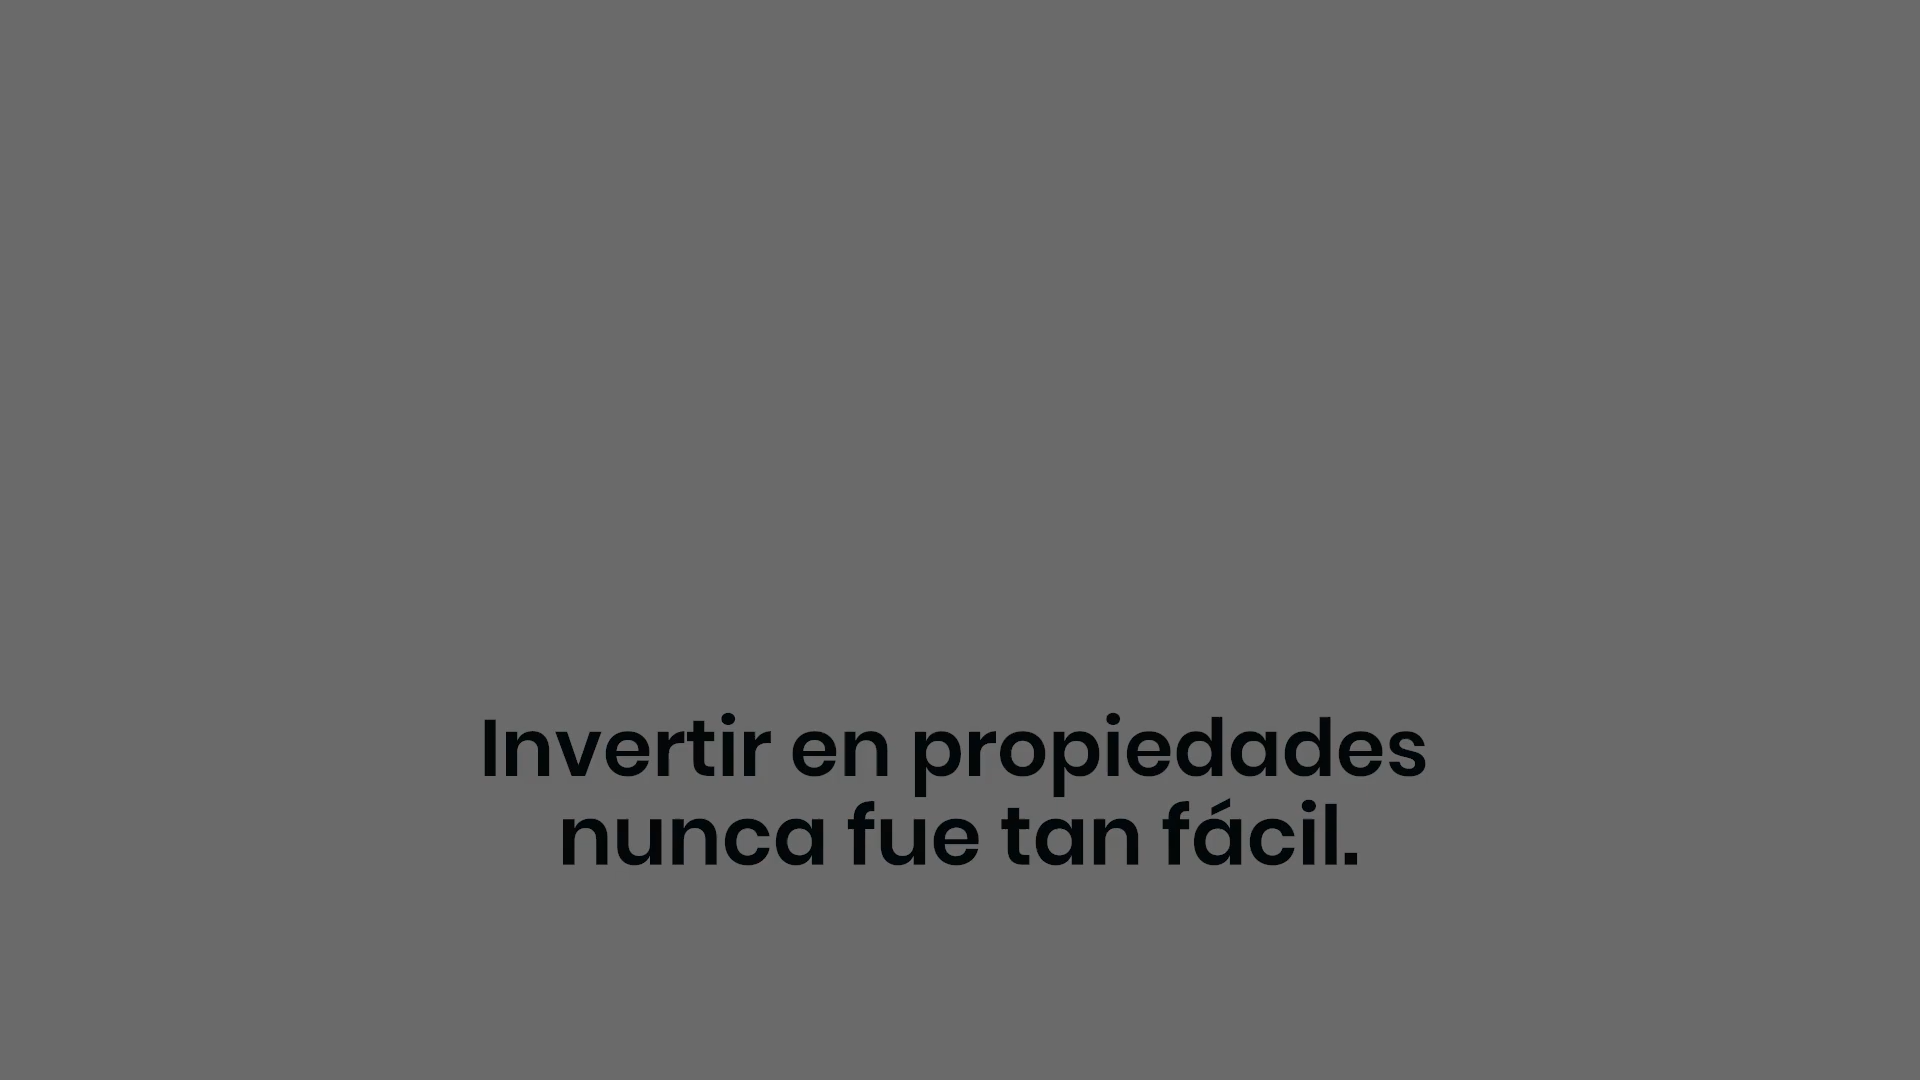 Invertir en propiedades
nunca fue tan fácil.